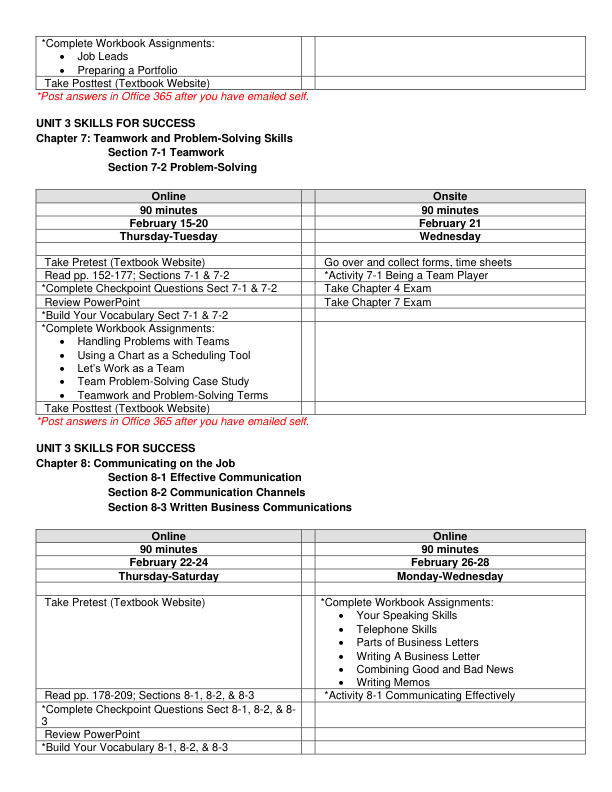 *Complete Workbook Assignments:
• Job Leads
• Preparing a Portfolio
Take Posttest (Textbook Website)
*Post answers in Office 365 after you have emailed self.
UNIT 3 SKILLS FOR SUCCESS
Chapter 7: Teamwork and Problem-Solving Skills
Section 7-1 Teamwork
Section 7-2 Problem-Solving
Online Onsite
90 minutes 90 minutes
February 15-20 February 21
Thursday-Tuesday Wednesday
Take Pretest (Textbook Website) Go over and collect forms, time sheets
Read pp. 152-177; Sections 7-1 & 7-2 *Activity 7-1 Being a Team Player
*Complete Checkpoint Questions Sect 7-1 & 7-2 Take Chapter 4 Exam
Review PowerPoint Take Chapter 7 Exam
*Build Your Vocabulary Sect 7-1 & 7-2
*Complete Workbook Assignments:
• Handling Problems with Teams
• Using a Chart as a Scheduling Tool
• Let's Work as a Team
• Team Problem-Solving Case Study
• Teamwork and Problem-Solving Terms
Take Posttest (Textbook Website)
*Post answers in Office 365 after you have emailed self.
UNIT 3 SKILLS FOR SUCCESS
Chapter 8: Communicating on the Job
Section 8-1 Effective Communication
Section 8-2 Communication Channels
Section 8-3 Written Business Communications
Online Online
90 minutes 90 minutes
February 22-24 February 26-28
Thursday-Saturday Monday-Wednesday
Take Pretest (Textbook Website) *Complete Workbook Assignments:
• Your Speaking Skills
• Telephone Skills
• Parts of Business Letters
• Writing A Business Letter
• Combining Good and Bad News
• Writing Memos
Read pp. 178-209; Sections 8-1, 8-2, & 8-3 *Activity 8-1 Communicating Effectively
*Complete Checkpoint Questions Sect 8-1, 8-2, & 8-
3
Review PowerPoint
*Build Your Vocabulary 8-1, 8-2, & 8-3